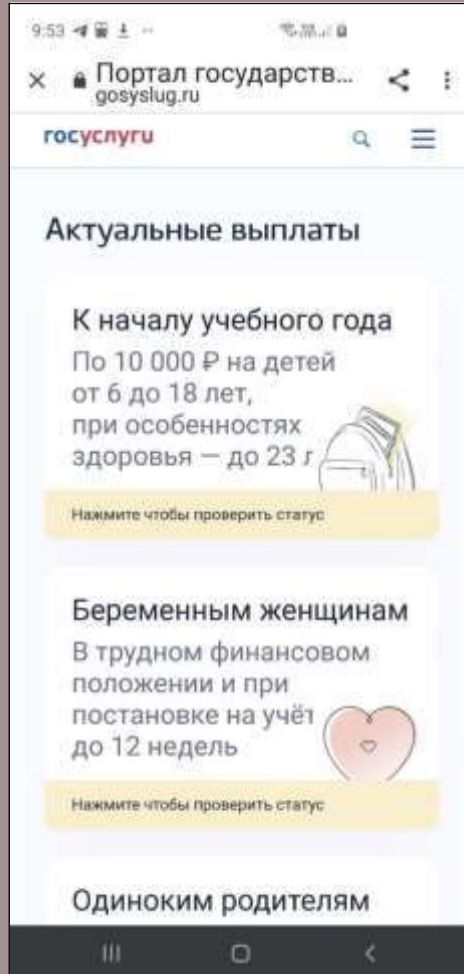 9:53
Портал государств...
gosyslug.ru
госуслуги
Актуальные выплаты
К началу учебного года
По 10 000 ₽ на детей
от 6 до 18 лет,
при особенностях
здоровья — до 23 л
Нажмите чтобы проверить статус
Беременным женщинам
В трудном финансовом
положении и при
постановке на учёт
до 12 недель
Нажмите чтобы проверить статус
Одиноким родителям